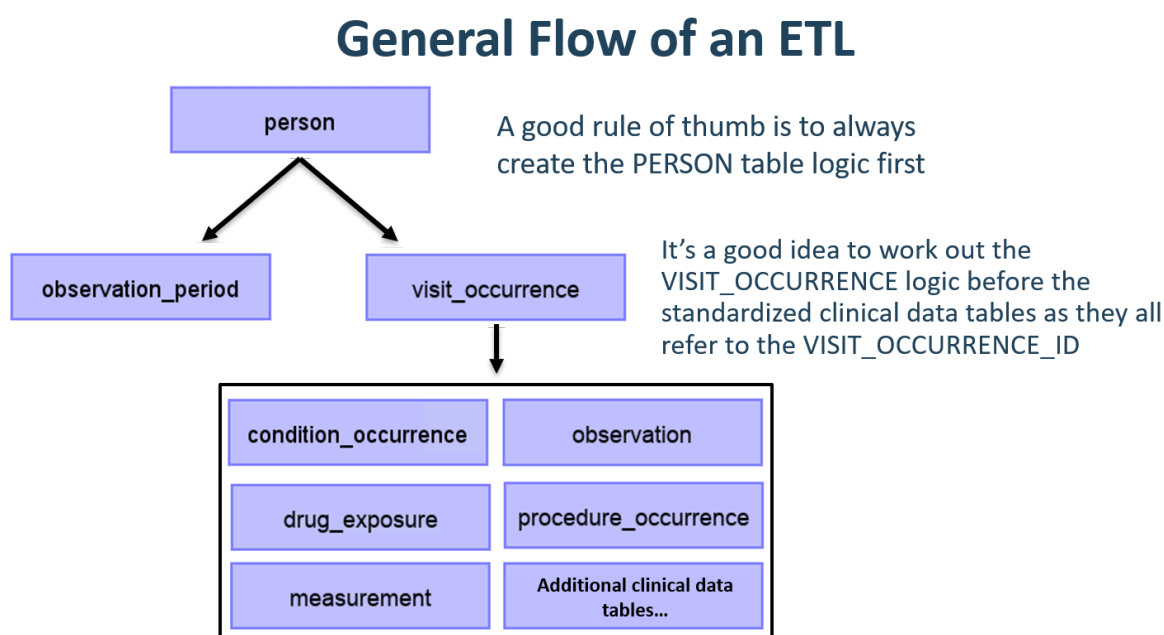 General Flow of an ETL
person
A good rule of thumb is to always
create the PERSON table logic first
observation_period
visit_occurrence
It’s a good idea to work out the
VISIT_OCCURRENCE logic before the
standardized clinical data tables as they all
refer to the VISIT_OCCURRENCE_ID
condition_occurrence
observation
drug_exposure
procedure_occurrence
measurement
Additional clinical data
tables…